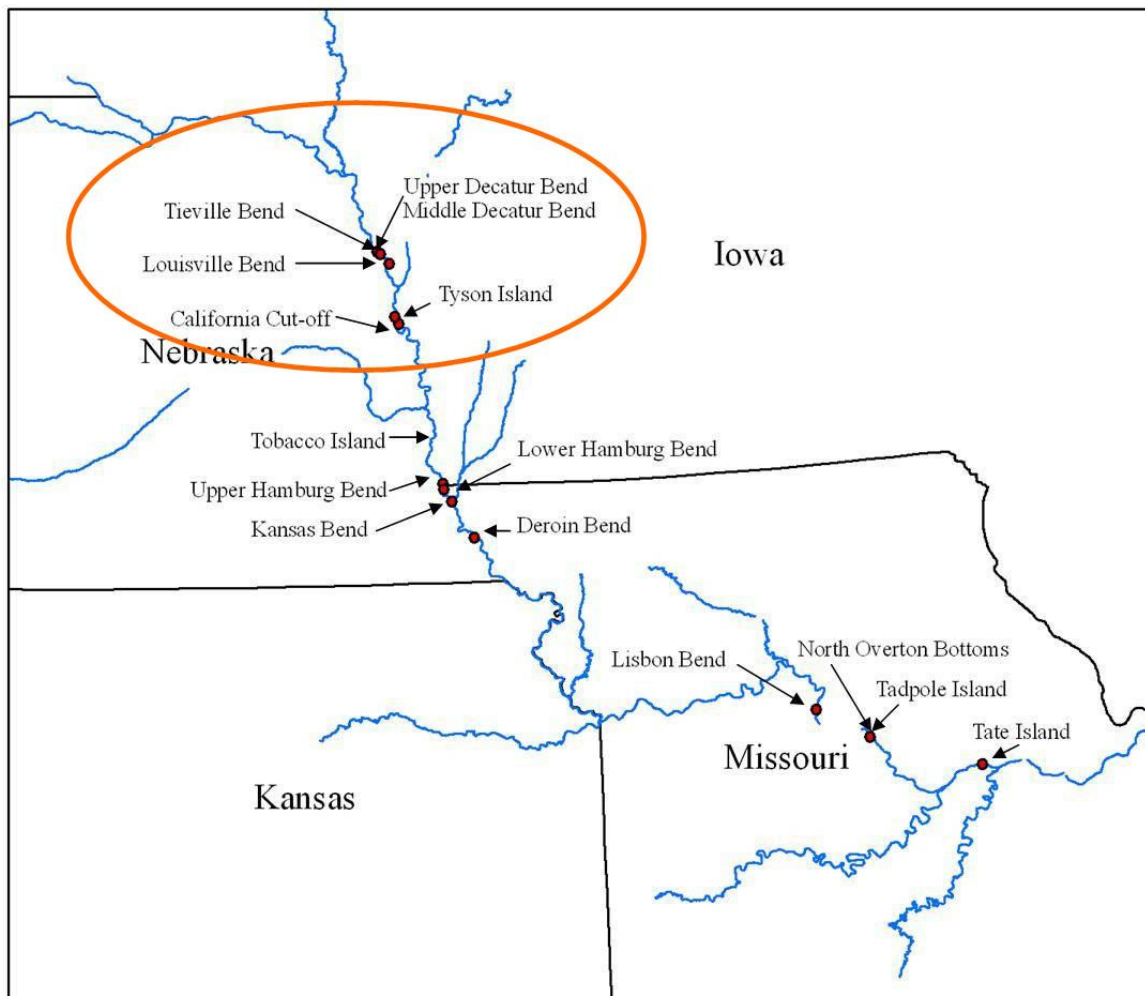 Upper Decatur Bend
Middle Decatur Bend
Tieville Bend
Louisville Bend
Iowa
Tyson Island
California Cut-off
Nebraska
Tobacco Island
Lower Hamburg Bend
Upper Hamburg Bend
Kansas Bend
Deroin Bend
North Overton Bottoms
Lisbon Bend
Tadpole Island
Tate Island
Missouri
Kansas